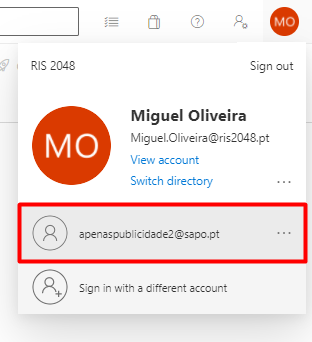 MO
RIS 2048 Sign out
MO
Miguel Oliveira
Miguel.Oliveira@ris2048.pt
View account
Switch directory ...
apenaspublicidade2@sapo.pt ...
Sign in with a different account